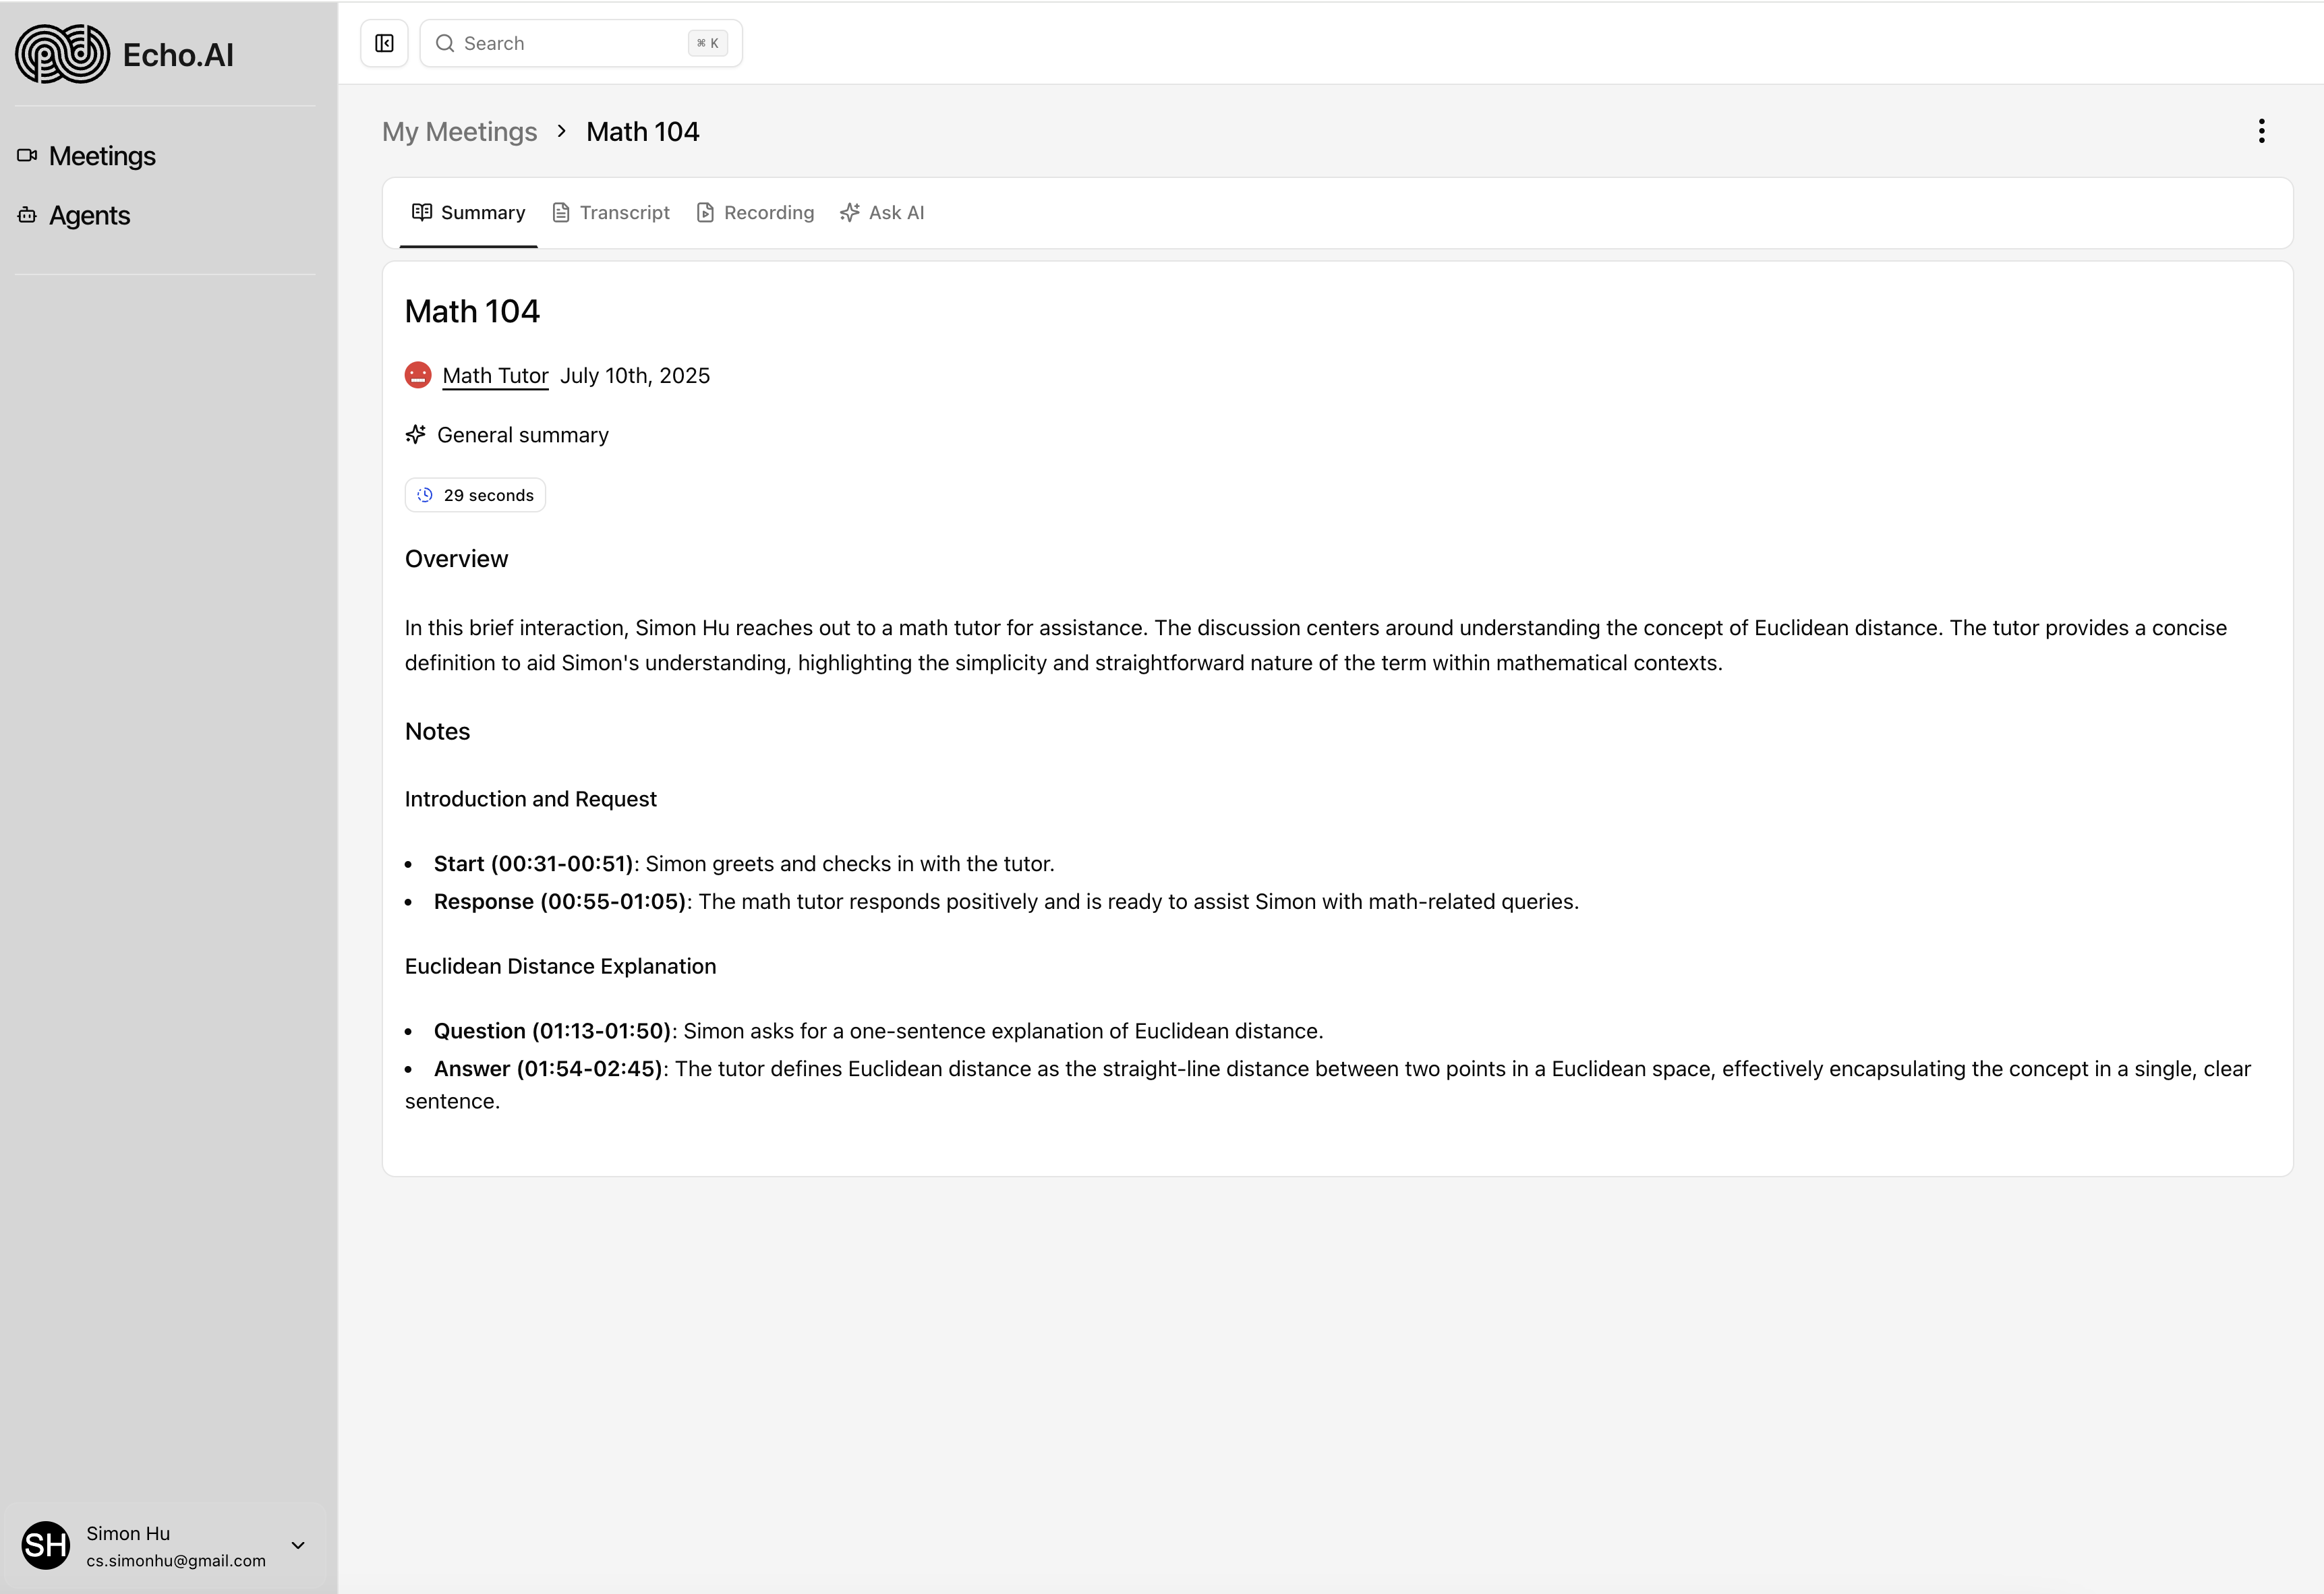 Echo.AI
Meetings
Agents
Search
⌘ K
My Meetings > Math 104
Summary
Transcript
Recording
Ask AI
Math 104
Math Tutor July 10th, 2025
General summary
29 seconds
Overview
In this brief interaction, Simon Hu reaches out to a math tutor for assistance. The discussion centers around understanding the concept of Euclidean distance. The tutor provides a concise
definition to aid Simon's understanding, highlighting the simplicity and straightforward nature of the term within mathematical contexts.
Notes
Introduction and Request
• Start (00:31-00:51): Simon greets and checks in with the tutor.
• Response (00:55-01:05): The math tutor responds positively and is ready to assist Simon with math-related queries.
Euclidean Distance Explanation
• Question (01:13-01:50): Simon asks for a one-sentence explanation of Euclidean distance.
• Answer (01:54-02:45): The tutor defines Euclidean distance as the straight-line distance between two points in a Euclidean space, effectively encapsulating the concept in a single, clear
sentence.
SH
Simon Hu
cs.simonhu@gmail.com